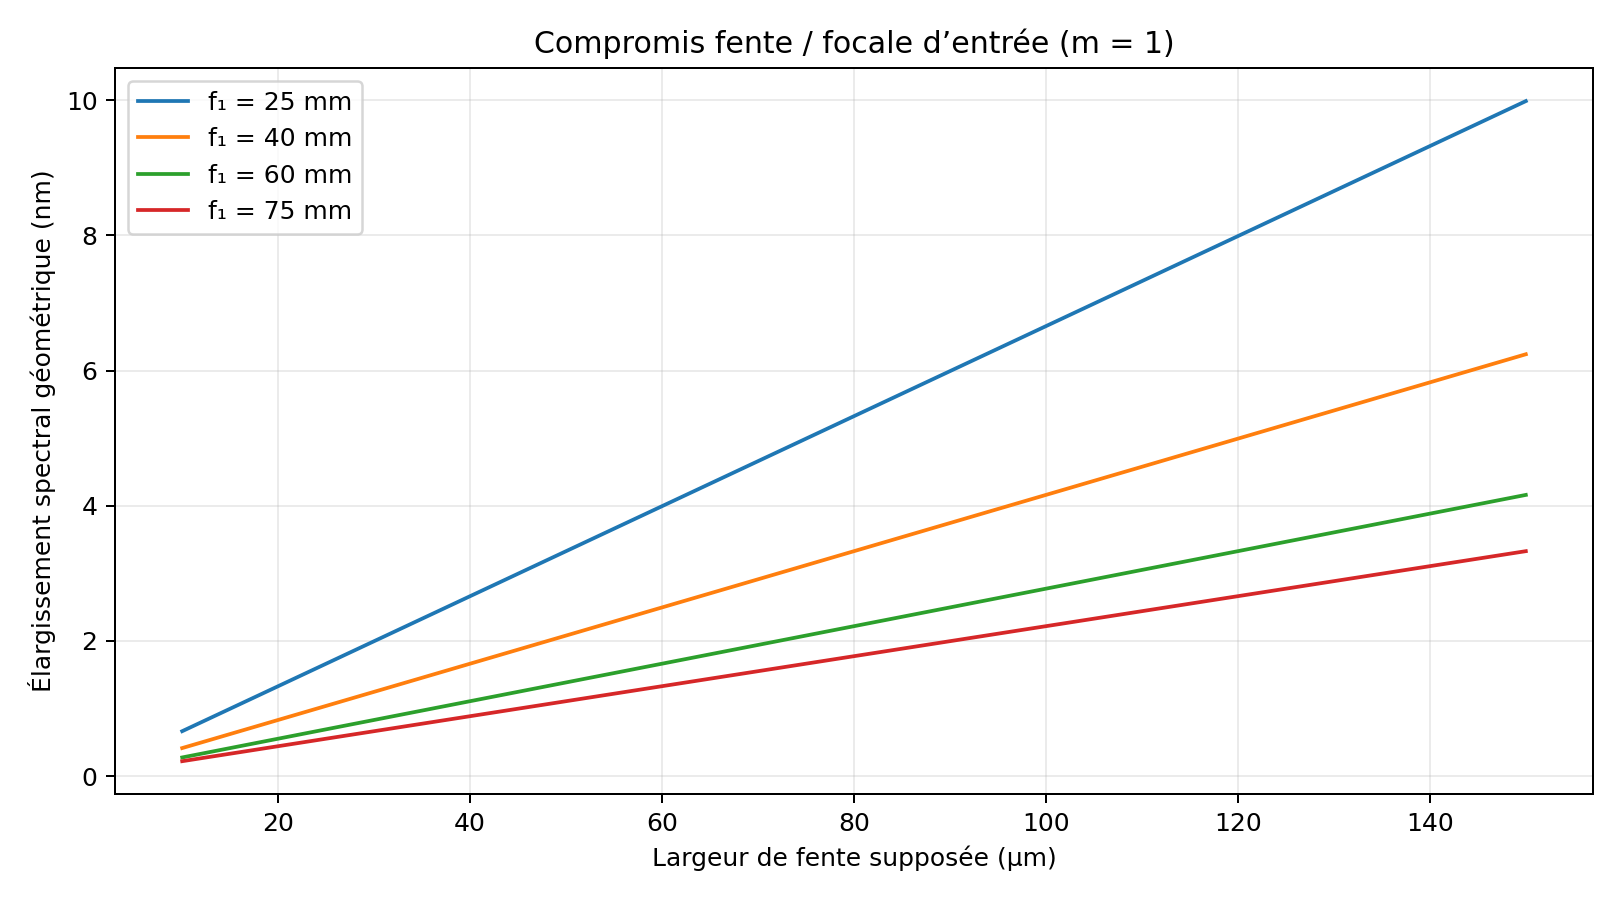 Compromis fente / focale d’entrée (m = 1)
f₁ = 25 mm
f₁ = 40 mm
f₁ = 60 mm
f₁ = 75 mm
Élargissement spectral géométrique (nm)
10
8
6
4
2
0
20 40 60 80 100 120 140
Largeur de fente supposée (µm)